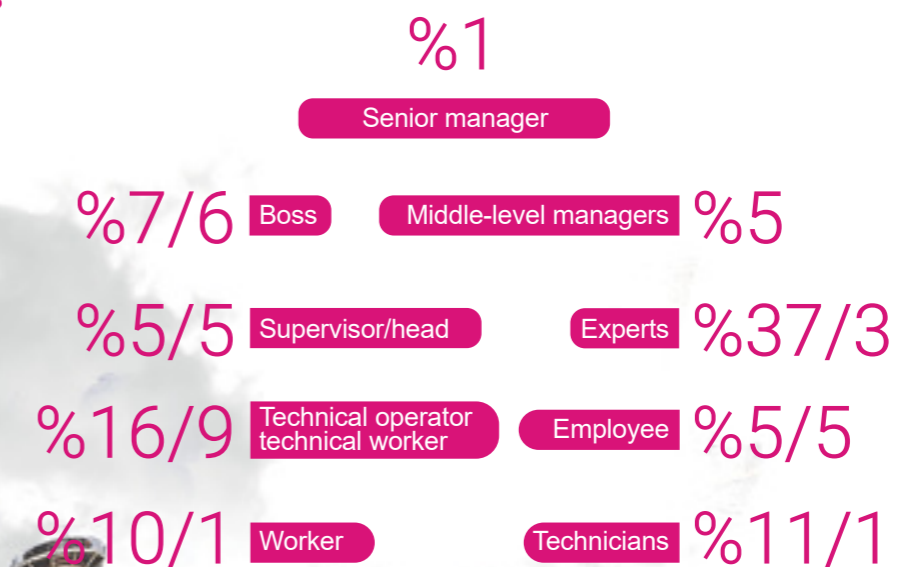 %1
Senior manager
%7/6 Boss Middle-level managers %5
%5/5 Supervisor/head Experts %37/3
%16/9 Technical operator
technical worker Employee %5/5
%10/1 Worker Technicians %11/1